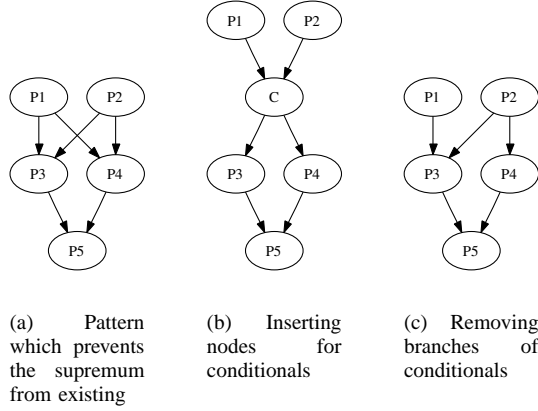 P1 P2
P3 P4
P5
P1 P2
C
P3 P4
P5
P1 P2
P3 P4
P5
(a) Pattern
which prevents
the supremum
from existing
(b) Inserting
nodes for
conditionals
(c) Removing
branches of
conditionals